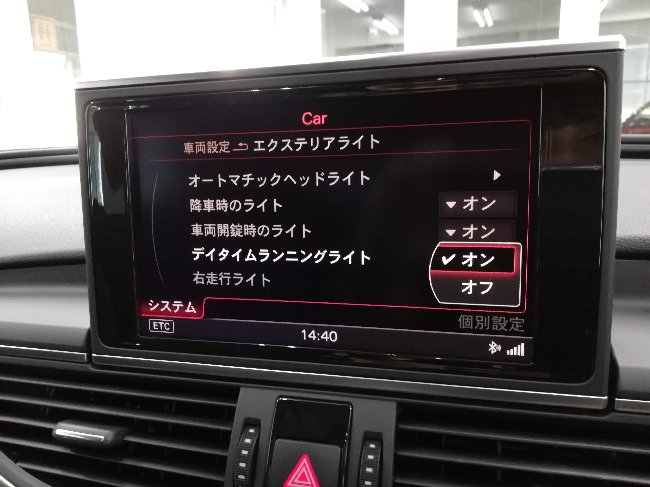 Car
車両設定 エクステリアライト
オートマチックヘッドライト
降車時のライト オン
車両開錠時のライト オン
デイタイムランニングライト オン
オフ
右走行ライト
システム
個別設定
ETC
14:40